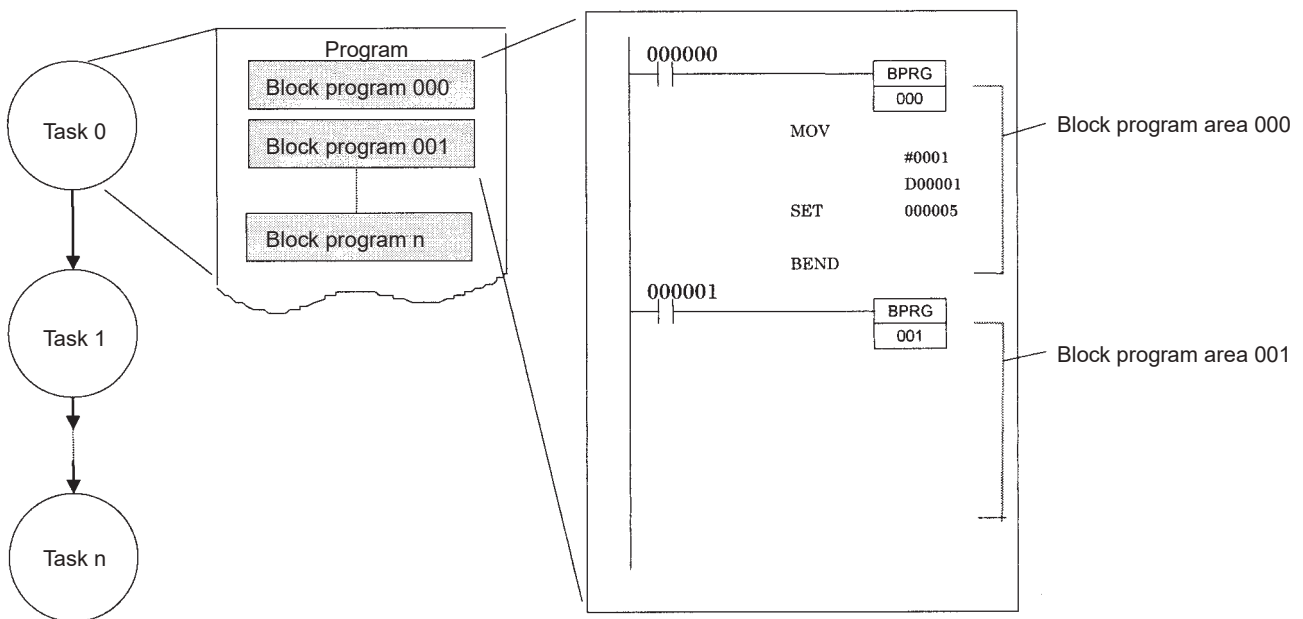 Task 0
Task 1
Task n
Program
Block program 000
Block program 001
Block program n
000000
BPRG
000
MOV
#0001
D00001
SET 000005
BEND
000001
BPRG
001
Block program area 000
Block program area 001